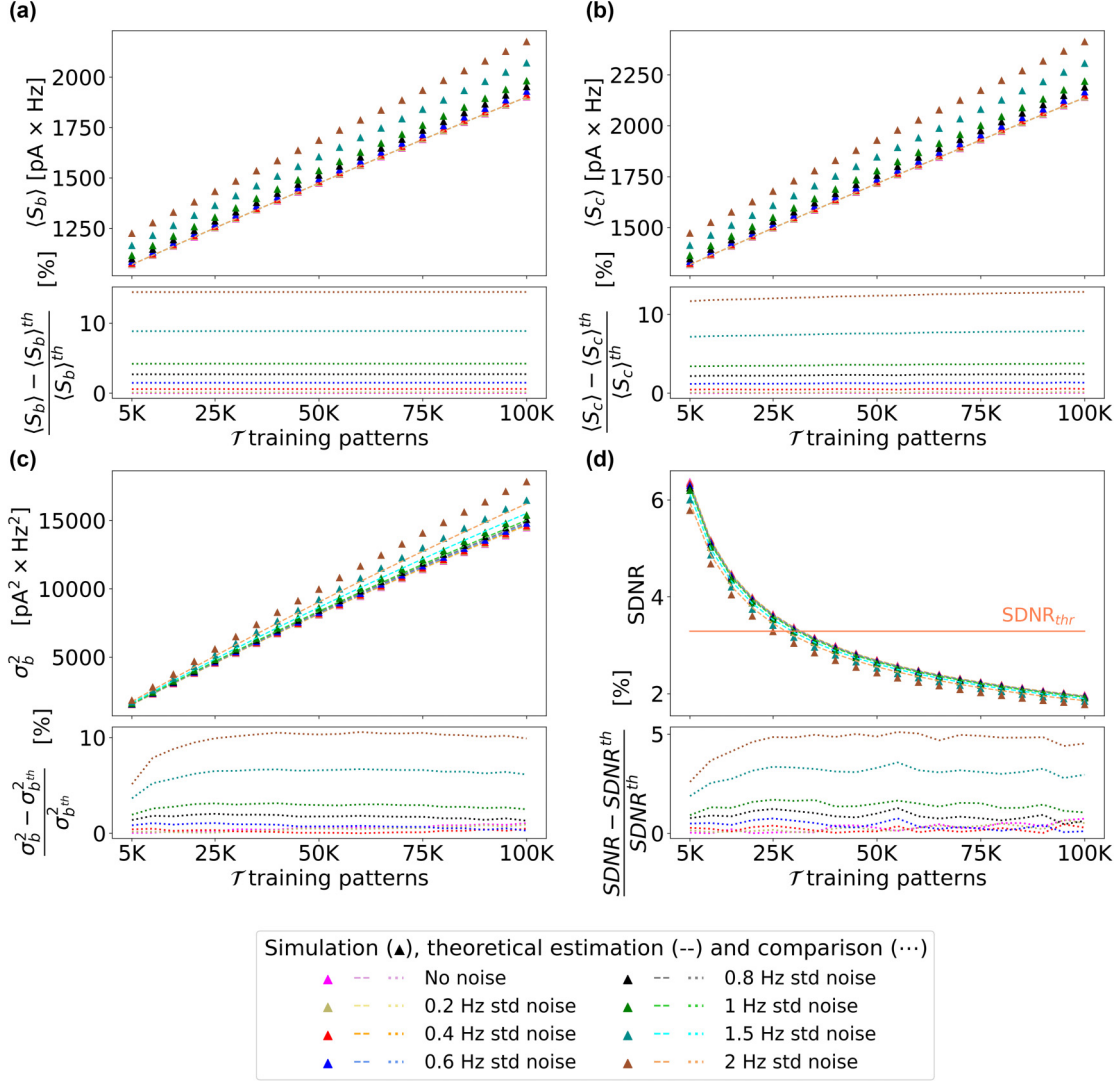 (a)
⟨S_b⟩ [pA × Hz]
2000
1750
1500
1250
⟨S_b⟩ − ⟨S_b⟩^th / ⟨S_b⟩^th [%]
10
0
5K 25K 50K 75K 100K
𝒯 training patterns
(b)
⟨S_c⟩ [pA × Hz]
2250
2000
1750
1500
⟨S_c⟩ − ⟨S_c⟩^th / ⟨S_c⟩^th [%]
10
0
5K 25K 50K 75K 100K
𝒯 training patterns
(c)
σ_b^2 [pA² × Hz²]
15000
10000
5000
σ_b^2 − σ_b^2^th / σ_b^2^th [%]
10
0
5K 25K 50K 75K 100K
𝒯 training patterns
(d)
SDNR
6
4
2
SDNR_thr
SDNR − SDNR^th / SDNR^th [%]
5
0
5K 25K 50K 75K 100K
𝒯 training patterns
Simulation (▲), theoretical estimation (--) and comparison (⋯)
No noise
0.2 Hz std noise
0.4 Hz std noise
0.6 Hz std noise
0.8 Hz std noise
1 Hz std noise
1.5 Hz std noise
2 Hz std noise